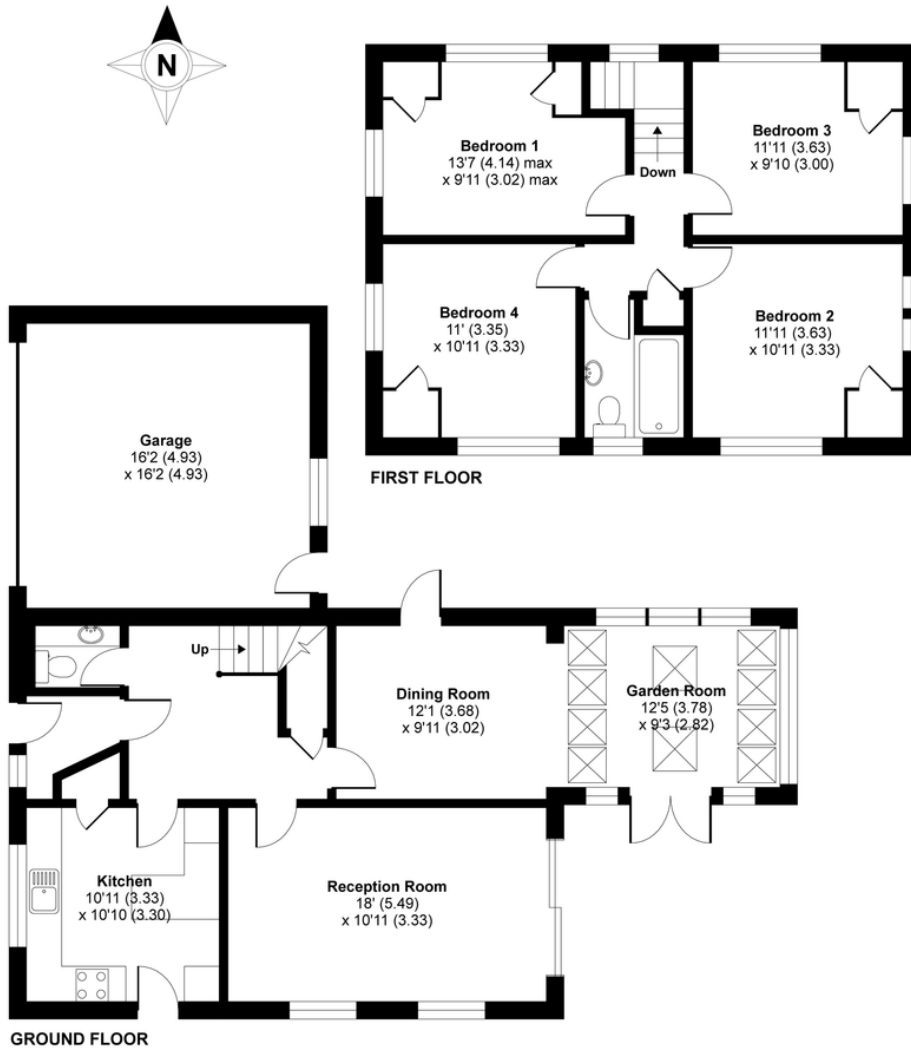 N
Bedroom 1
13'7 (4.14) max
x 9'11 (3.02) max
Down
Bedroom 3
11'11 (3.63)
x 9'10 (3.00)
Bedroom 4
11' (3.35)
x 10'11 (3.33)
Bedroom 2
11'11 (3.63)
x 10'11 (3.33)
FIRST FLOOR
Garage
16'2 (4.93)
x 16'2 (4.93)
Up
Dining Room
12'1 (3.68)
x 9'11 (3.02)
Garden Room
12'5 (3.78)
x 9'3 (2.82)
Kitchen
10'11 (3.33)
x 10'10 (3.30)
Reception Room
18' (5.49)
x 10'11 (3.33)
GROUND FLOOR